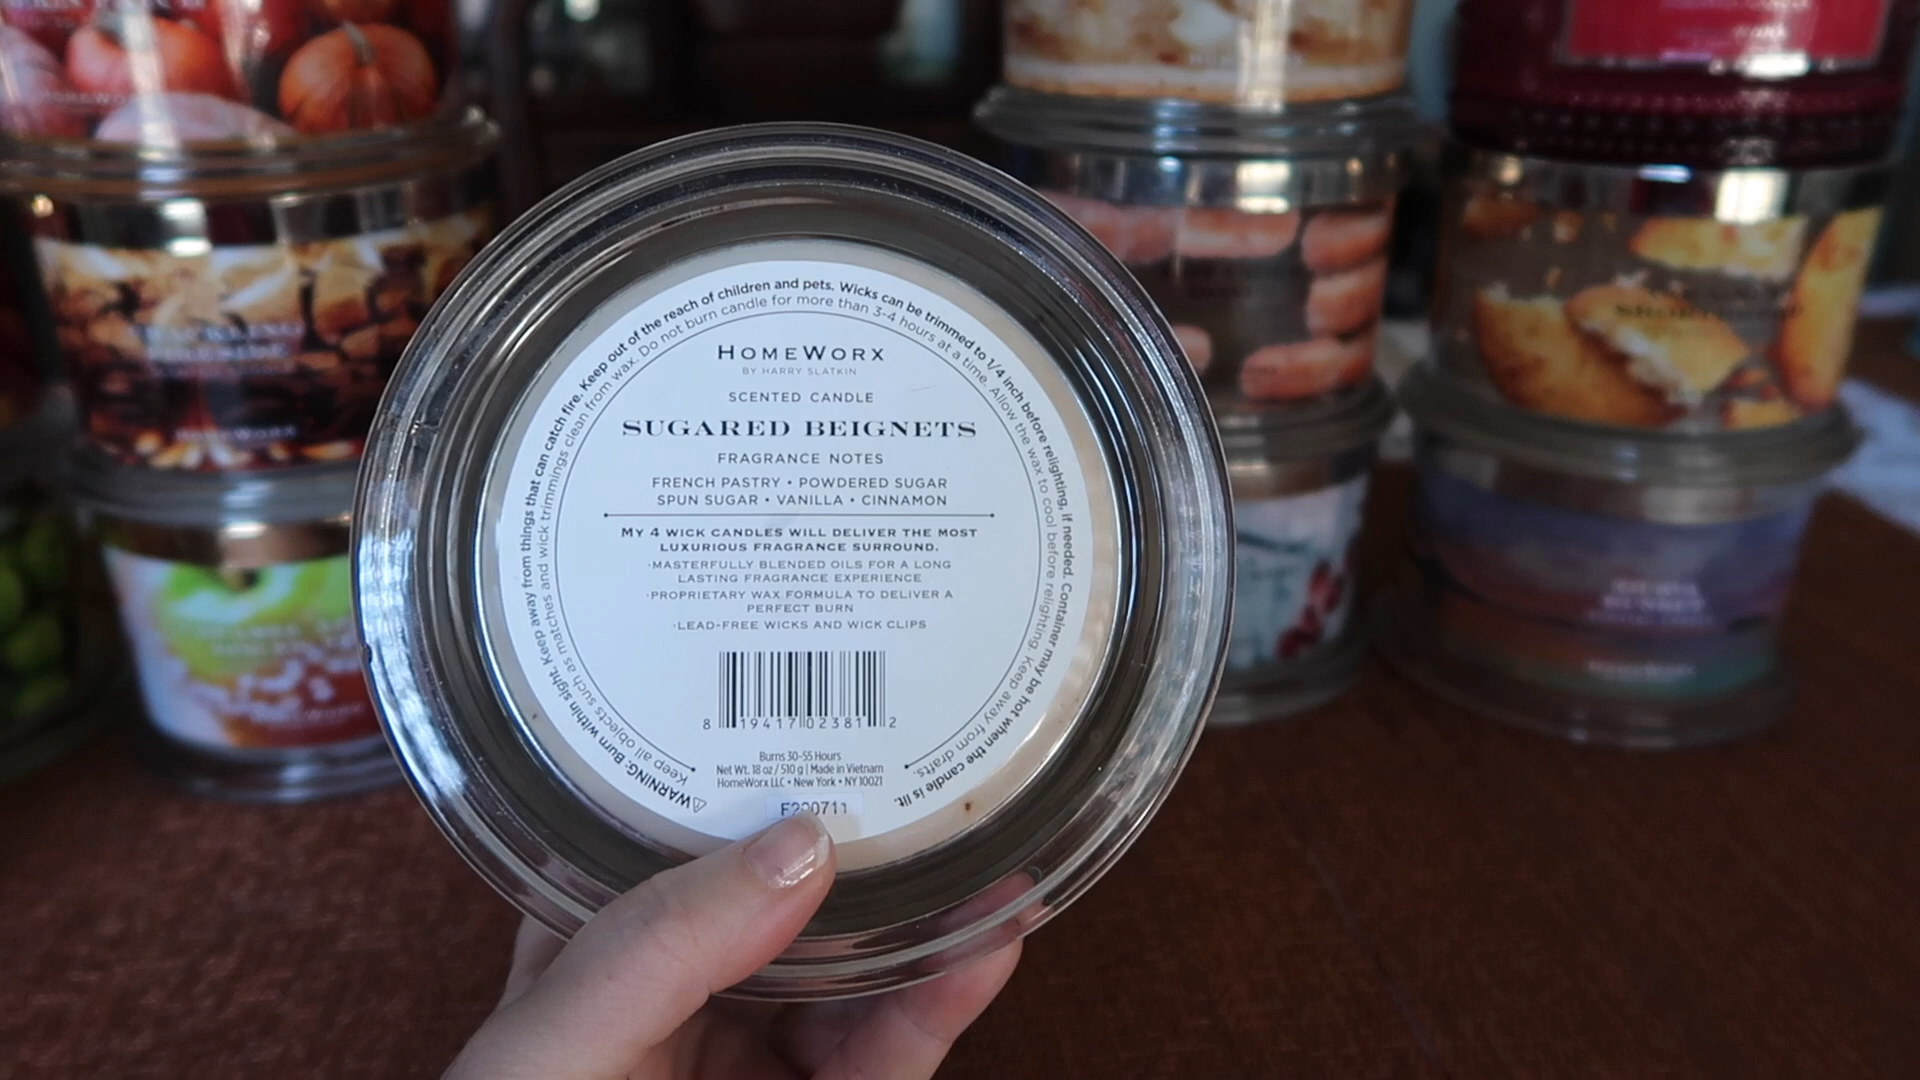 ⚠WARNING: Burn within sight. Keep away from things that can catch fire. Keep out of the reach of children and pets. Wicks can be trimmed to 1/4 inch before relighting, if needed. Container may be hot when the candle is lit.
Keep all objects such as matches and wick trimmings clean from wax. Do not burn candle for more than 3-4 hours at a time. Allow the wax to cool before relighting. Keep away from drafts.
HOMEWORX
BY HARRY SLATKIN
SCENTED CANDLE
SUGARED BEIGNETS
FRAGRANCE NOTES
FRENCH PASTRY • POWDERED SUGAR
SPUN SUGAR • VANILLA • CINNAMON
MY 4 WICK CANDLES WILL DELIVER THE MOST
LUXURIOUS FRAGRANCE SURROUND.
·MASTERFULLY BLENDED OILS FOR A LONG
LASTING FRAGRANCE EXPERIENCE
·PROPRIETARY WAX FORMULA TO DELIVER A
PERFECT BURN
·LEAD-FREE WICKS AND WICK CLIPS
8 19417 02381 2
Burns 30-55 Hours
Net Wt. 18 oz / 510 g | Made in Vietnam
HomeWorx LLC • New York • NY 10021
CRACKLING
FIRESIDE
HOMEWORX